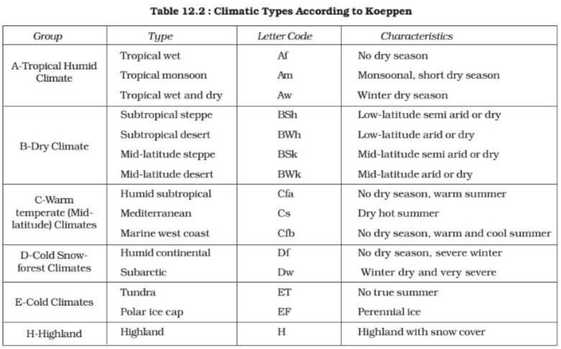 Table 12.2 : Climatic Types According to Koeppen
Group Type Letter Code Characteristics
A-Tropical Humid Climate Tropical wet Af No dry season
Tropical monsoon Am Monsoonal, short dry season
Tropical wet and dry Aw Winter dry season
B-Dry Climate Subtropical steppe BSh Low-latitude semi arid or dry
Subtropical desert BWh Low-latitude arid or dry
Mid-latitude steppe BSk Mid-latitude semi arid or dry
Mid-latitude desert BWk Mid-latitude arid or dry
C-Warm temperate (Mid-latitude) Climates Humid subtropical Cfa No dry season, warm summer
Mediterranean Cs Dry hot summer
Marine west coast Cfb No dry season, warm and cool summer
D-Cold Snow-forest Climates Humid continental Df No dry season, severe winter
Subarctic Dw Winter dry and very severe
E-Cold Climates Tundra ET No true summer
Polar ice cap EF Perennial ice
H-Highland Highland H Highland with snow cover